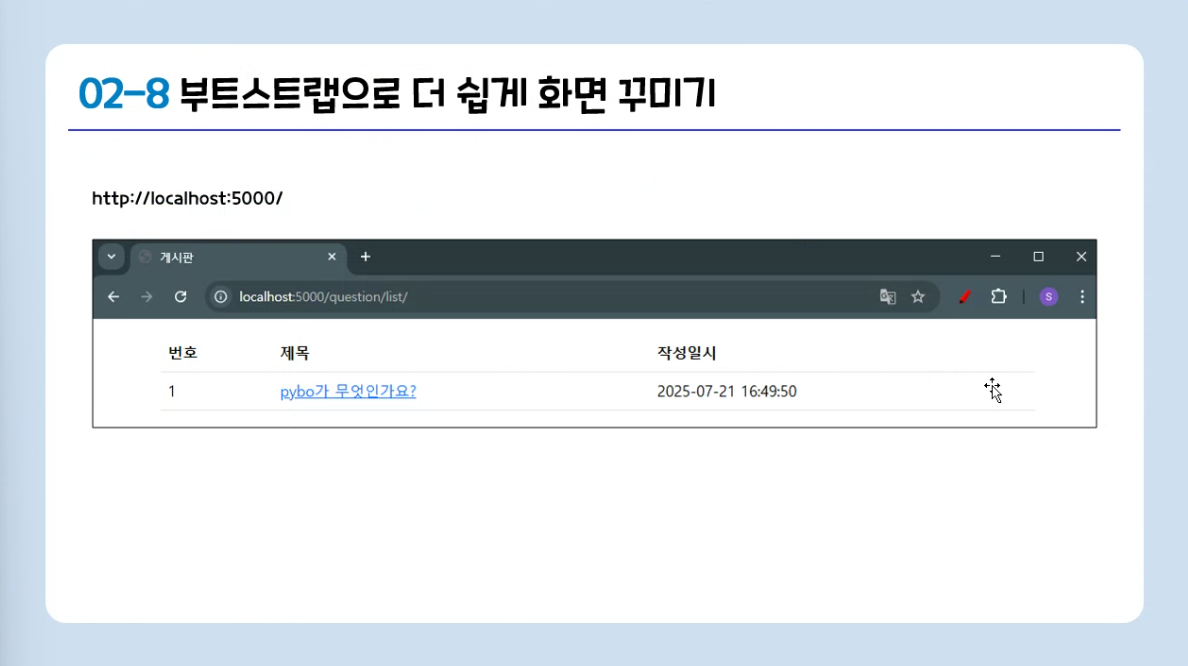 02-8 부트스트랩으로 더 쉽게 화면 꾸미기
http://localhost:5000/
게시판
localhost:5000/question/list/
S
번호 제목 작성일시
1 pybo가 무엇인가요? 2025-07-21 16:49:50